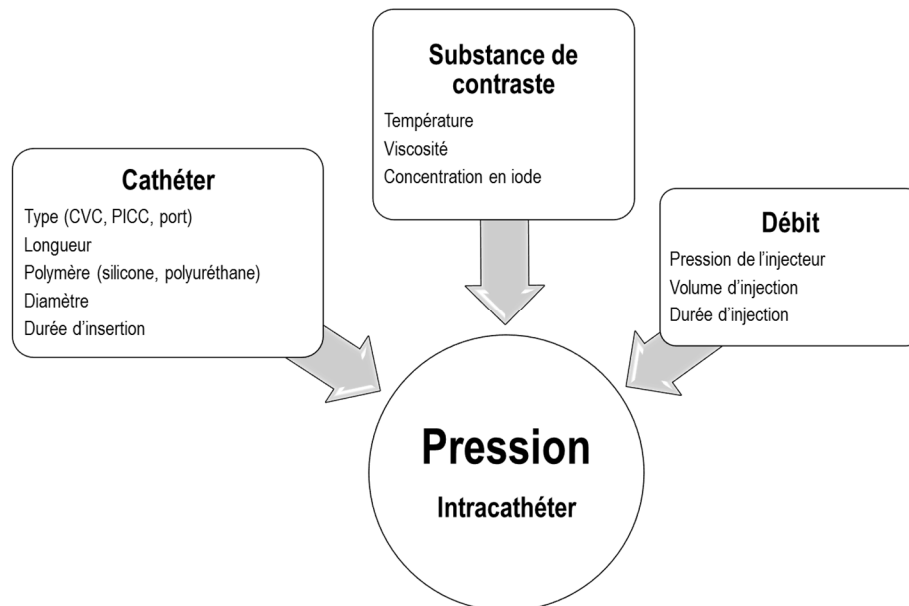 Substance de
contraste
Température
Viscosité
Concentration en iode
Cathéter
Type (CVC, PICC, port)
Longueur
Polymère (silicone, polyuréthane)
Diamètre
Durée d'insertion
Débit
Pression de l'injecteur
Volume d'injection
Durée d'injection
Pression
Intracathéter